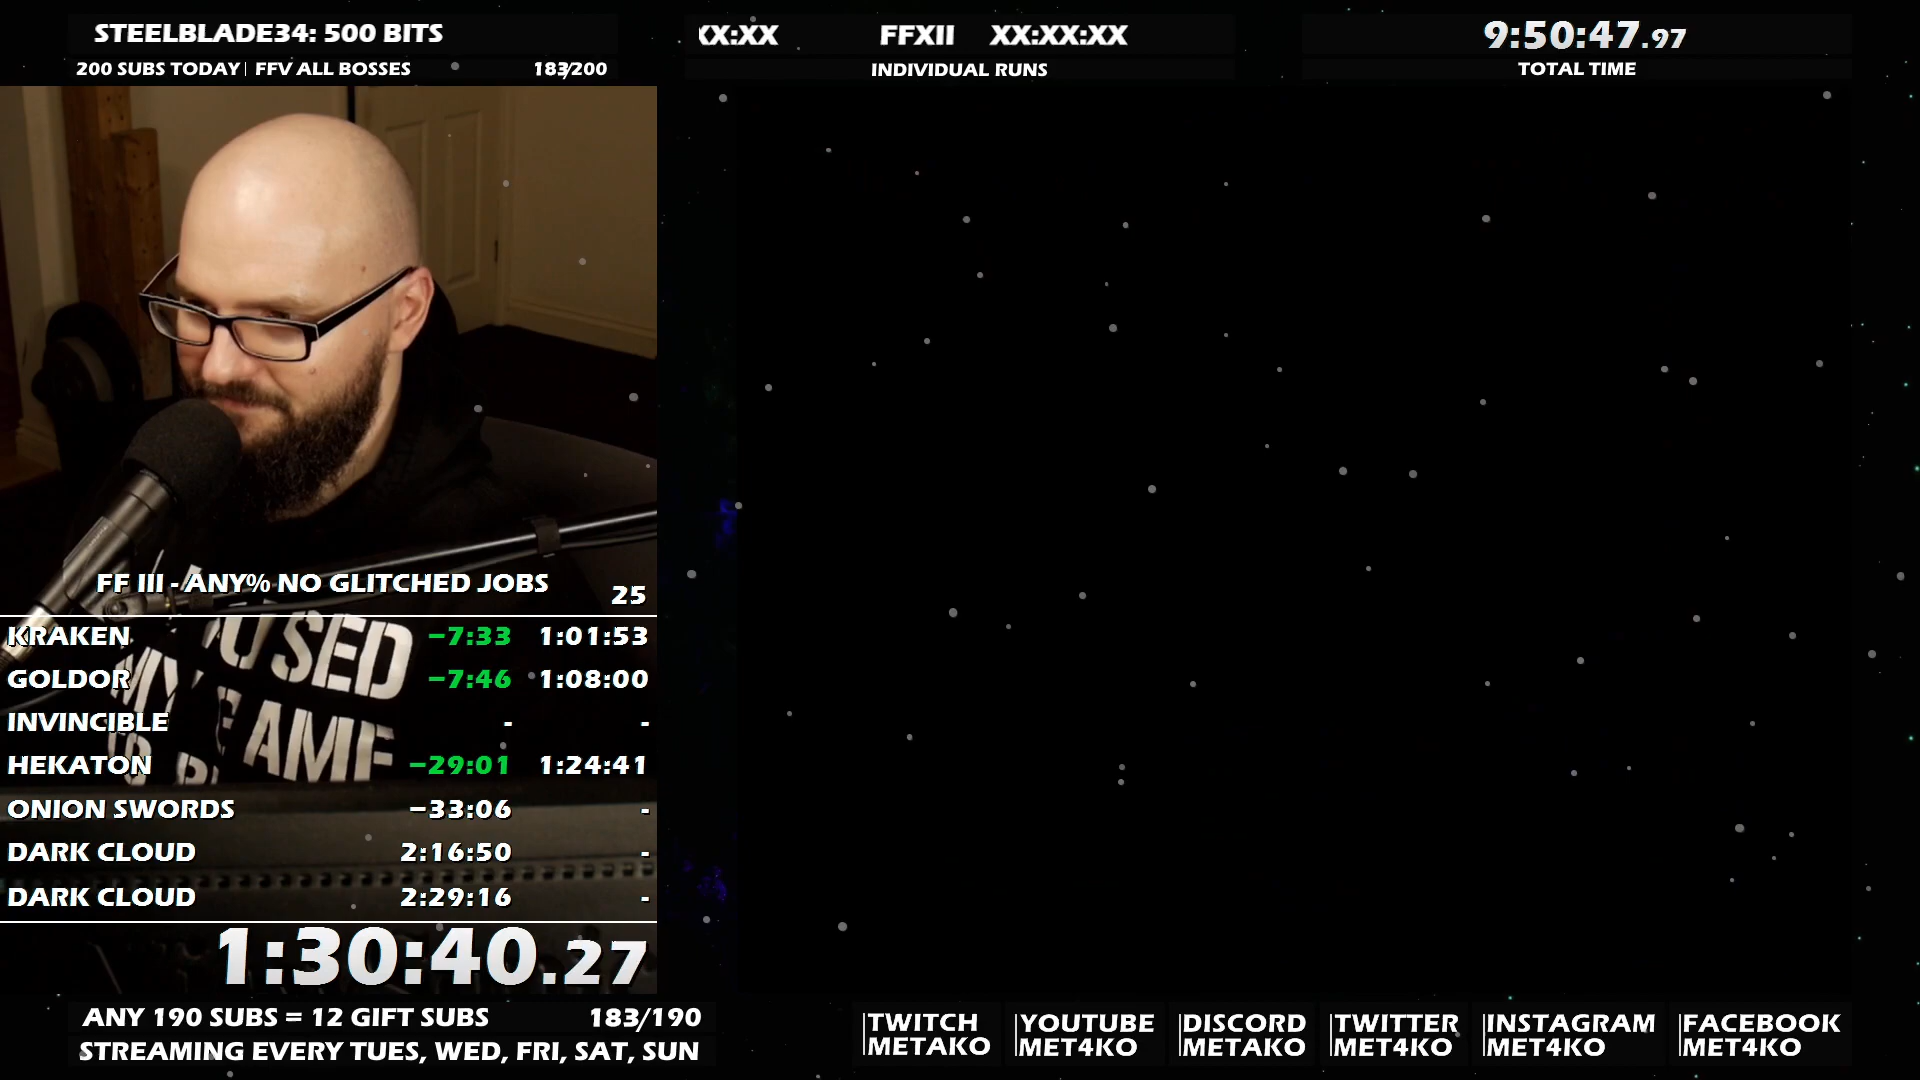 STEELBLADE34: 500 BITS
200 SUBS TODAY | FFV ALL BOSSES 183/200
XX:XX FFXII XX:XX:XX
INDIVIDUAL RUNS
9:50:47.97
TOTAL TIME
FF III - ANY% NO GLITCHED JOBS
25
KRAKEN −7:33 1:01:53
GOLDOR −7:46 1:08:00
INVINCIBLE - -
HEKATON −29:01 1:24:41
ONION SWORDS −33:06 -
DARK CLOUD 2:16:50 -
DARK CLOUD 2:29:16 -
1:30:40.27
ANY 190 SUBS = 12 GIFT SUBS 183/190
STREAMING EVERY TUES, WED, FRI, SAT, SUN
TWITCH
METAKO
YOUTUBE
MET4KO
DISCORD
METAKO
TWITTER
MET4KO
INSTAGRAM
MET4KO
FACEBOOK
MET4KO